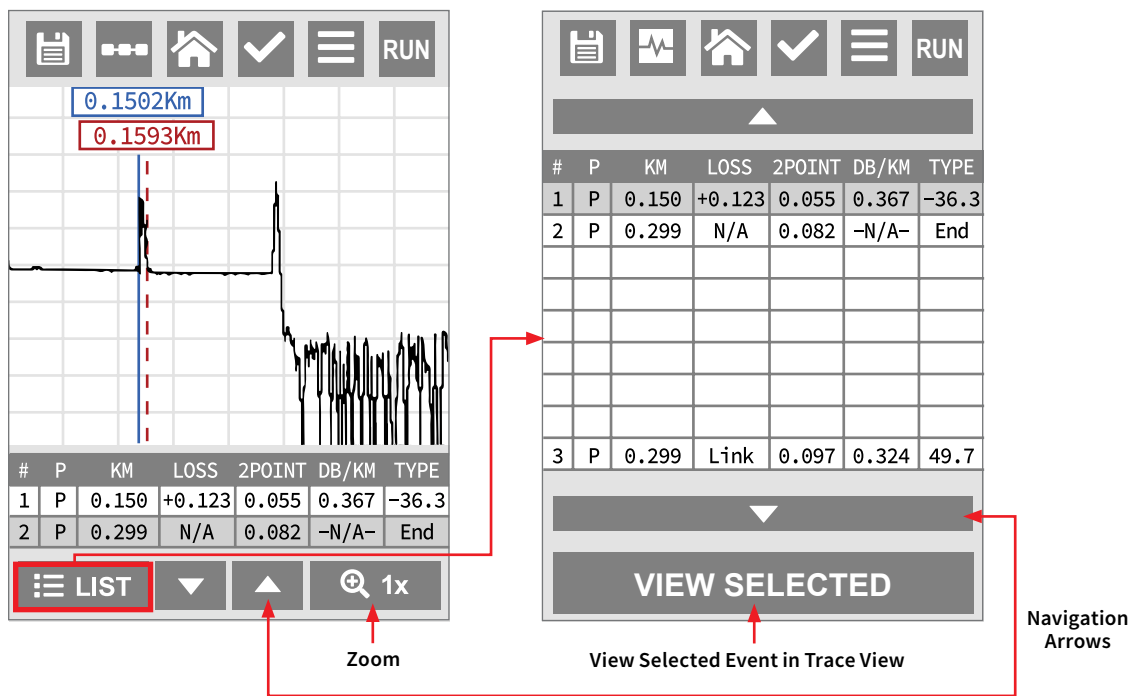 RUN
0.1502Km
0.1593Km
# P KM LOSS 2POINT DB/KM TYPE
1 P 0.150 +0.123 0.055 0.367 −36.3
2 P 0.299 N/A 0.082 −N/A− End
LIST 1x
Zoom
RUN
# P KM LOSS 2POINT DB/KM TYPE
1 P 0.150 +0.123 0.055 0.367 −36.3
2 P 0.299 N/A 0.082 −N/A− End
3 P 0.299 Link 0.097 0.324 49.7
VIEW SELECTED
View Selected Event in Trace View
Navigation
Arrows